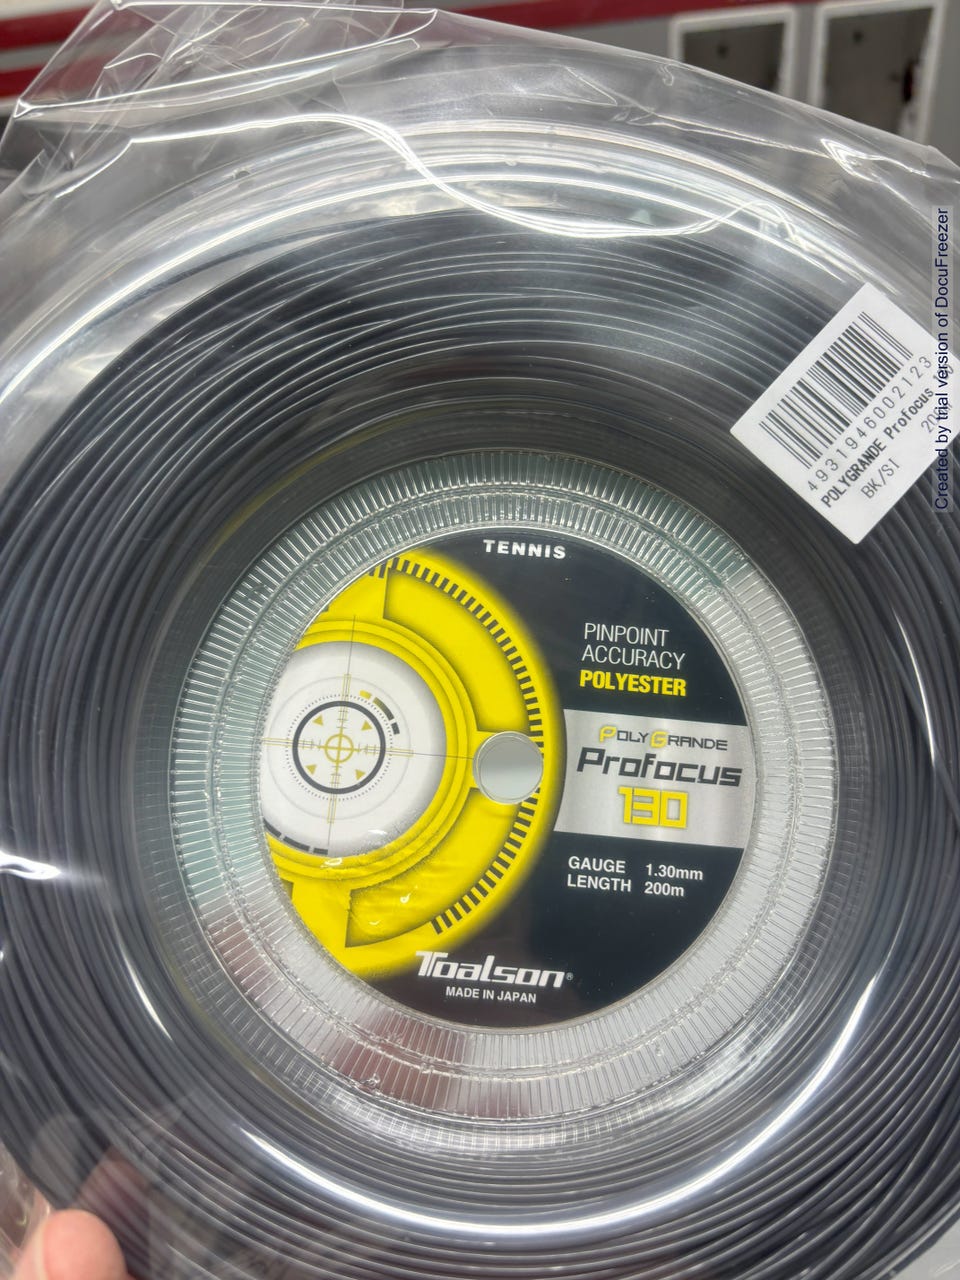 TENNIS
PINPOINT
ACCURACY
POLYESTER
POLY GRANDE
Profocus
130
GAUGE 1.30mm
LENGTH 200m
Toalson®
MADE IN JAPAN
4931946002123
POLYGRANDE Profocus
BK/SI
Created by trial version of DocuFreezer